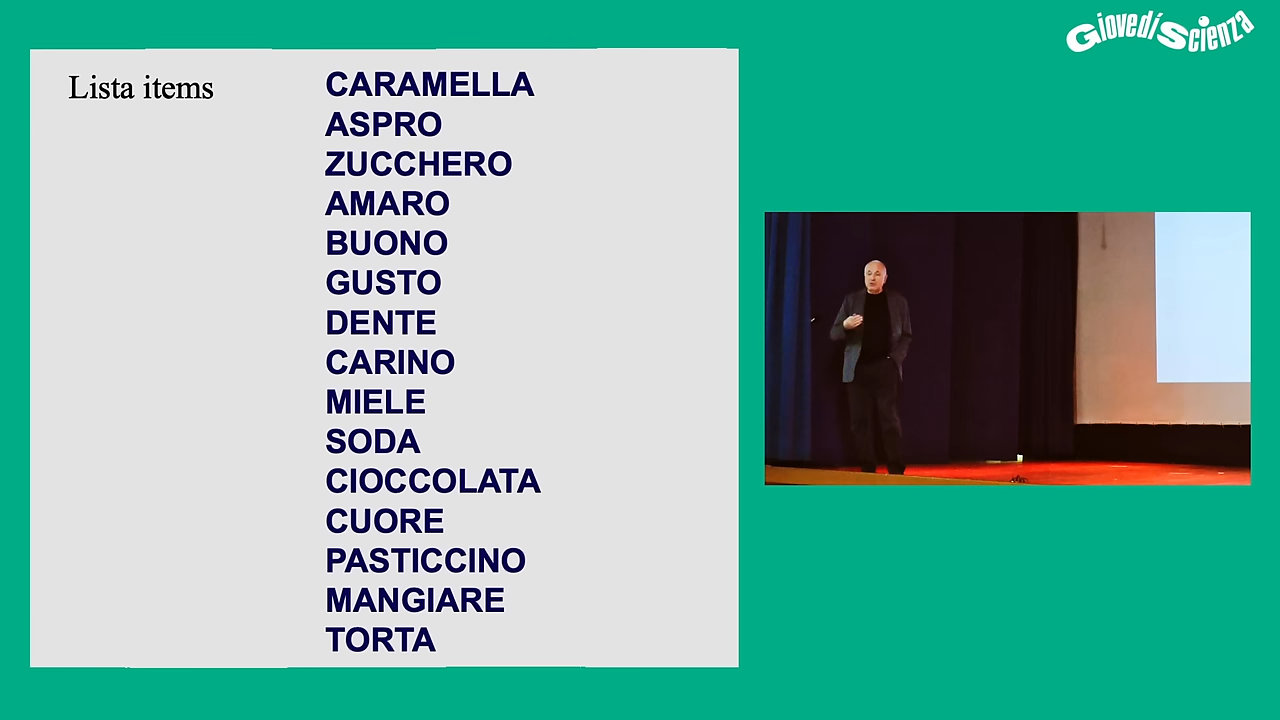 GiovedìScienza
Lista items
CARAMELLA
ASPRO
ZUCCHERO
AMARO
BUONO
GUSTO
DENTE
CARINO
MIELE
SODA
CIOCCOLATA
CUORE
PASTICCINO
MANGIARE
TORTA